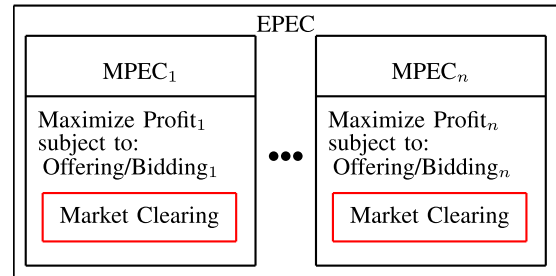 EPEC
MPEC₁
Maximize Profit₁
subject to:
Offering/Bidding₁
Market Clearing
•••
MPECₙ
Maximize Profitₙ
subject to:
Offering/Biddingₙ
Market Clearing